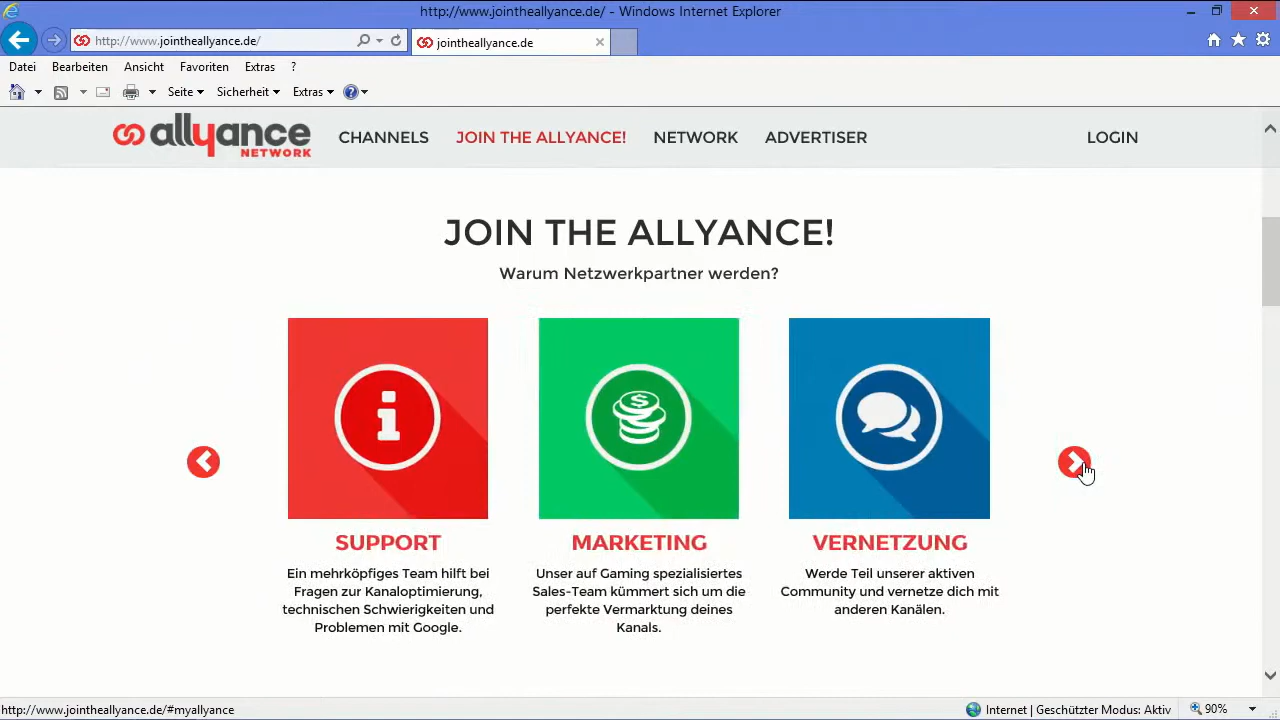 http://www.jointheallyance.de/ - Windows Internet Explorer
http://www.jointheallyance.de/
jointheallyance.de
Datei Bearbeiten Ansicht Favoriten Extras ?
Seite Sicherheit Extras
allyance
NETWORK
CHANNELS JOIN THE ALLYANCE! NETWORK ADVERTISER LOGIN
JOIN THE ALLYANCE!
Warum Netzwerkpartner werden?
SUPPORT
Ein mehrköpfiges Team hilft bei
Fragen zur Kanaloptimierung,
technischen Schwierigkeiten und
Problemen mit Google.
MARKETING
Unser auf Gaming spezialisiertes
Sales-Team kümmert sich um die
perfekte Vermarktung deines
Kanals.
VERNETZUNG
Werde Teil unserer aktiven
Community und vernetze dich mit
anderen Kanälen.
http://www.jointheallyance.de/#myallyance
Internet | Geschützter Modus: Aktiv
90%